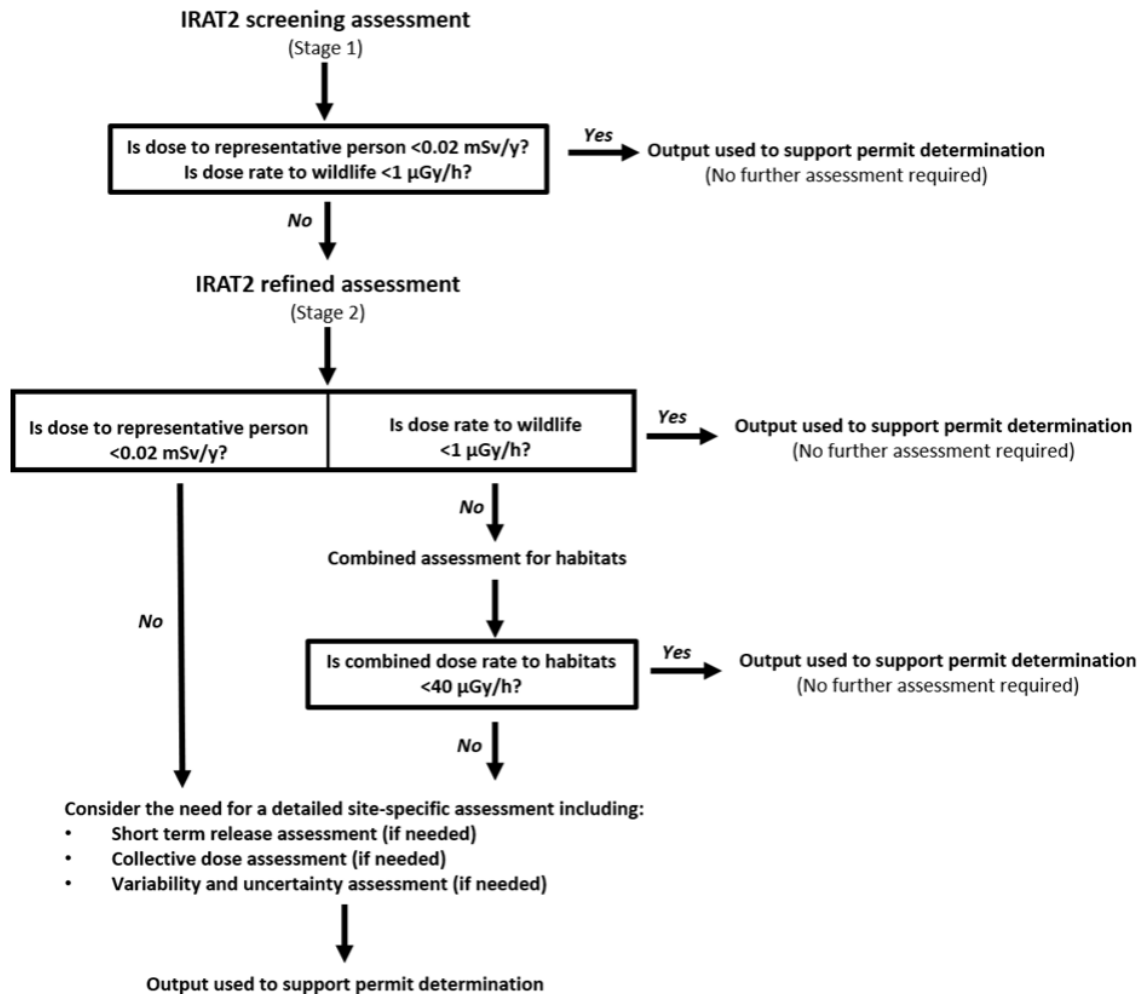 IRAT2 screening assessment
(Stage 1)
Is dose to representative person <0.02 mSv/y?
Is dose rate to wildlife <1 µGy/h?
Yes
Output used to support permit determination
(No further assessment required)
No
IRAT2 refined assessment
(Stage 2)
Is dose to representative person
<0.02 mSv/y?
Is dose rate to wildlife
<1 µGy/h?
Yes
Output used to support permit determination
(No further assessment required)
No
Combined assessment for habitats
No
Is combined dose rate to habitats
<40 µGy/h?
Yes
Output used to support permit determination
(No further assessment required)
No
Consider the need for a detailed site-specific assessment including:
• Short term release assessment (if needed)
• Collective dose assessment (if needed)
• Variability and uncertainty assessment (if needed)
Output used to support permit determination